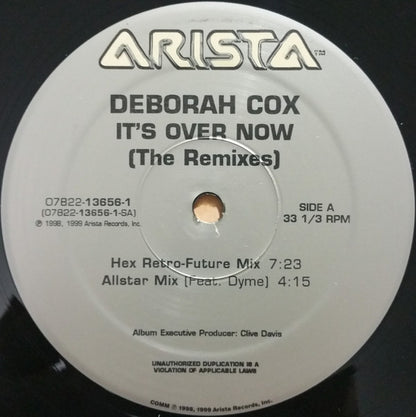 ARISTA™
DEBORAH COX
IT'S OVER NOW
(The Remixes)
07822-13656-1
(07822-13656-1-SA)
℗ 1998, 1999 Arista Records, Inc.
SIDE A
33 1/3 RPM
Hex Retro-Future Mix 7:23
Allstar Mix (Feat. Dyme) 4:15
Album Executive Producer: Clive Davis
UNAUTHORIZED DUPLICATION IS A
VIOLATION OF APPLICABLE LAWS
COMM ℗ 1998, 1999 Arista Records, Inc.